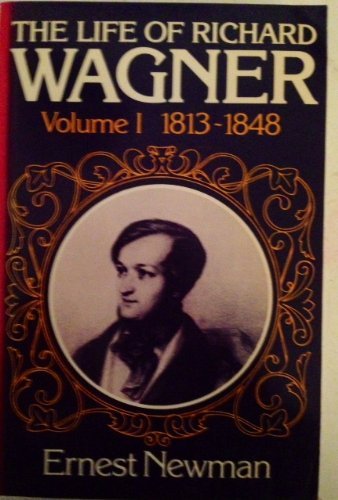 THE LIFE OF RICHARD
WAGNER
Volume I 1813-1848
Ernest Newman